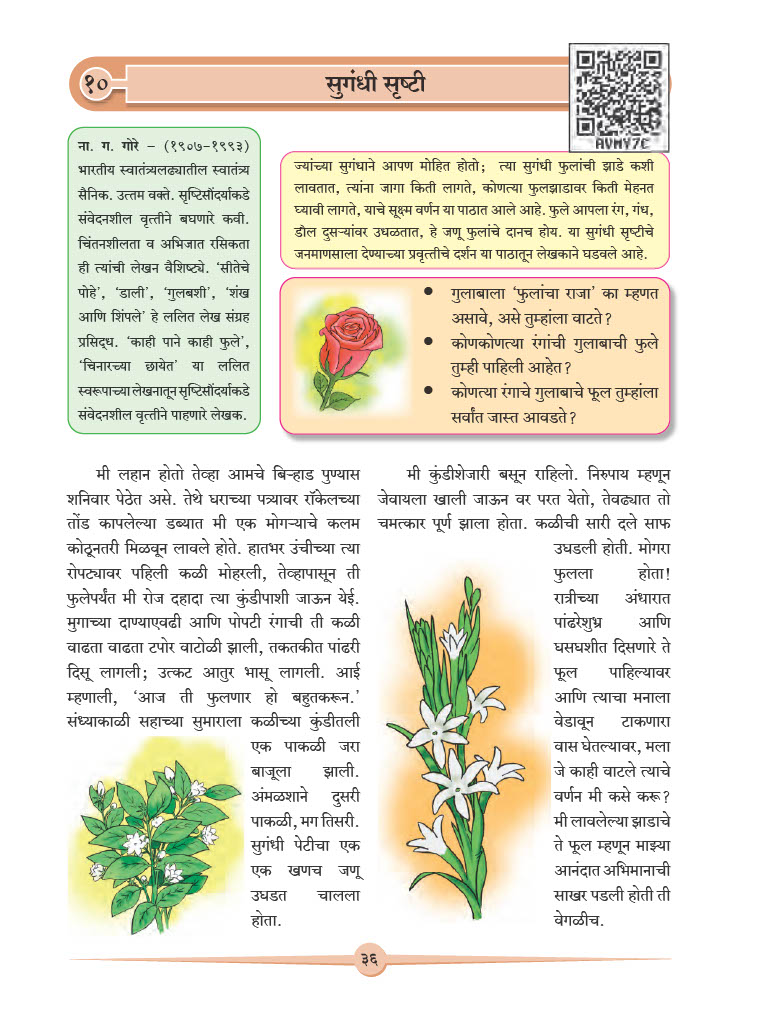 १०
सुगंधी सृष्टी
AVMY7C
ना. ग. गोरे – (१९०७-१९९३)
भारतीय स्वातंत्र्यलढ्यातील स्वातंत्र्य
सैनिक. उत्तम वक्ते. सृष्टिसौंदर्याकडे
संवेदनशील वृत्तीने बघणारे कवी.
चिंतनशीलता व अभिजात रसिकता
ही त्यांची लेखन वैशिष्ट्ये. ‘सीतेचे
पोहे’, ‘डाली’, ‘गुलबशी’, ‘शंख
आणि शिंपले’ हे ललित लेख संग्रह
प्रसिद्ध. ‘काही पाने काही फुले’,
‘चिनारच्या छायेत’ या ललित
स्वरूपाच्या लेखनातून सृष्टिसौंदर्याकडे
संवेदनशील वृत्तीने पाहणारे लेखक.
ज्यांच्या सुगंधाने आपण मोहित होतो; त्या सुगंधी फुलांची झाडे कशी
लावतात, त्यांना जागा किती लागते, कोणत्या फुलझाडावर किती मेहनत
घ्यावी लागते, याचे सूक्ष्म वर्णन या पाठात आले आहे. फुले आपला रंग, गंध,
डौल दुसऱ्यांवर उधळतात, हे जणू फुलांचे दानच होय. या सुगंधी सृष्टीचे
जनमाणसाला देण्याच्या प्रवृत्तीचे दर्शन या पाठातून लेखकाने घडवले आहे.
• गुलाबाला ‘फुलांचा राजा’ का म्हणत
असावे, असे तुम्हांला वाटते?
• कोणकोणत्या रंगांची गुलाबाची फुले
तुम्ही पाहिली आहेत?
• कोणत्या रंगाचे गुलाबाचे फूल तुम्हांला
सर्वांत जास्त आवडते?
मी लहान होतो तेव्हा आमचे बिऱ्हाड पुण्यास
शनिवार पेठेत असे. तेथे घराच्या पत्र्यावर रॉकेलच्या
तोंड कापलेल्या डब्यात मी एक मोगऱ्याचे कलम
कोठूनतरी मिळवून लावले होते. हातभर उंचीच्या त्या
रोपट्यावर पहिली कळी मोहरली, तेव्हापासून ती
फुलेपर्यंत मी रोज दहादा त्या कुंडीपाशी जाऊन येई.
मुगाच्या दाण्याएवढी आणि पोपटी रंगाची ती कळी
वाढता वाढता टपोर वाटोळी झाली, तकतकीत पांढरी
दिसू लागली; उत्कट आतुर भासू लागली. आई
म्हणाली, ‘आज ती फुलणार हो बहुतकरून.’
संध्याकाळी सहाच्या सुमाराला कळीच्या कुंडीतली
एक पाकळी जरा
बाजूला झाली.
अंमळशाने दुसरी
पाकळी, मग तिसरी.
सुगंधी पेटीचा एक
एक खणच जणू
उघडत चालला
होता.
मी कुंडीशेजारी बसून राहिलो. निरुपाय म्हणून
जेवायला खाली जाऊन वर परत येतो, तेवढ्यात तो
चमत्कार पूर्ण झाला होता. कळीची सारी दले साफ
उघडली होती. मोगरा
फुलला होता!
रात्रीच्या अंधारात
पांढरेशुभ्र आणि
घसघशीत दिसणारे ते
फूल पाहिल्यावर
आणि त्याचा मनाला
वेडावून टाकणारा
वास घेतल्यावर, मला
जे काही वाटले त्याचे
वर्णन मी कसे करू?
मी लावलेल्या झाडाचे
ते फूल म्हणून माझ्या
आनंदात अभिमानाची
साखर पडली होती ती
वेगळीच.
३६